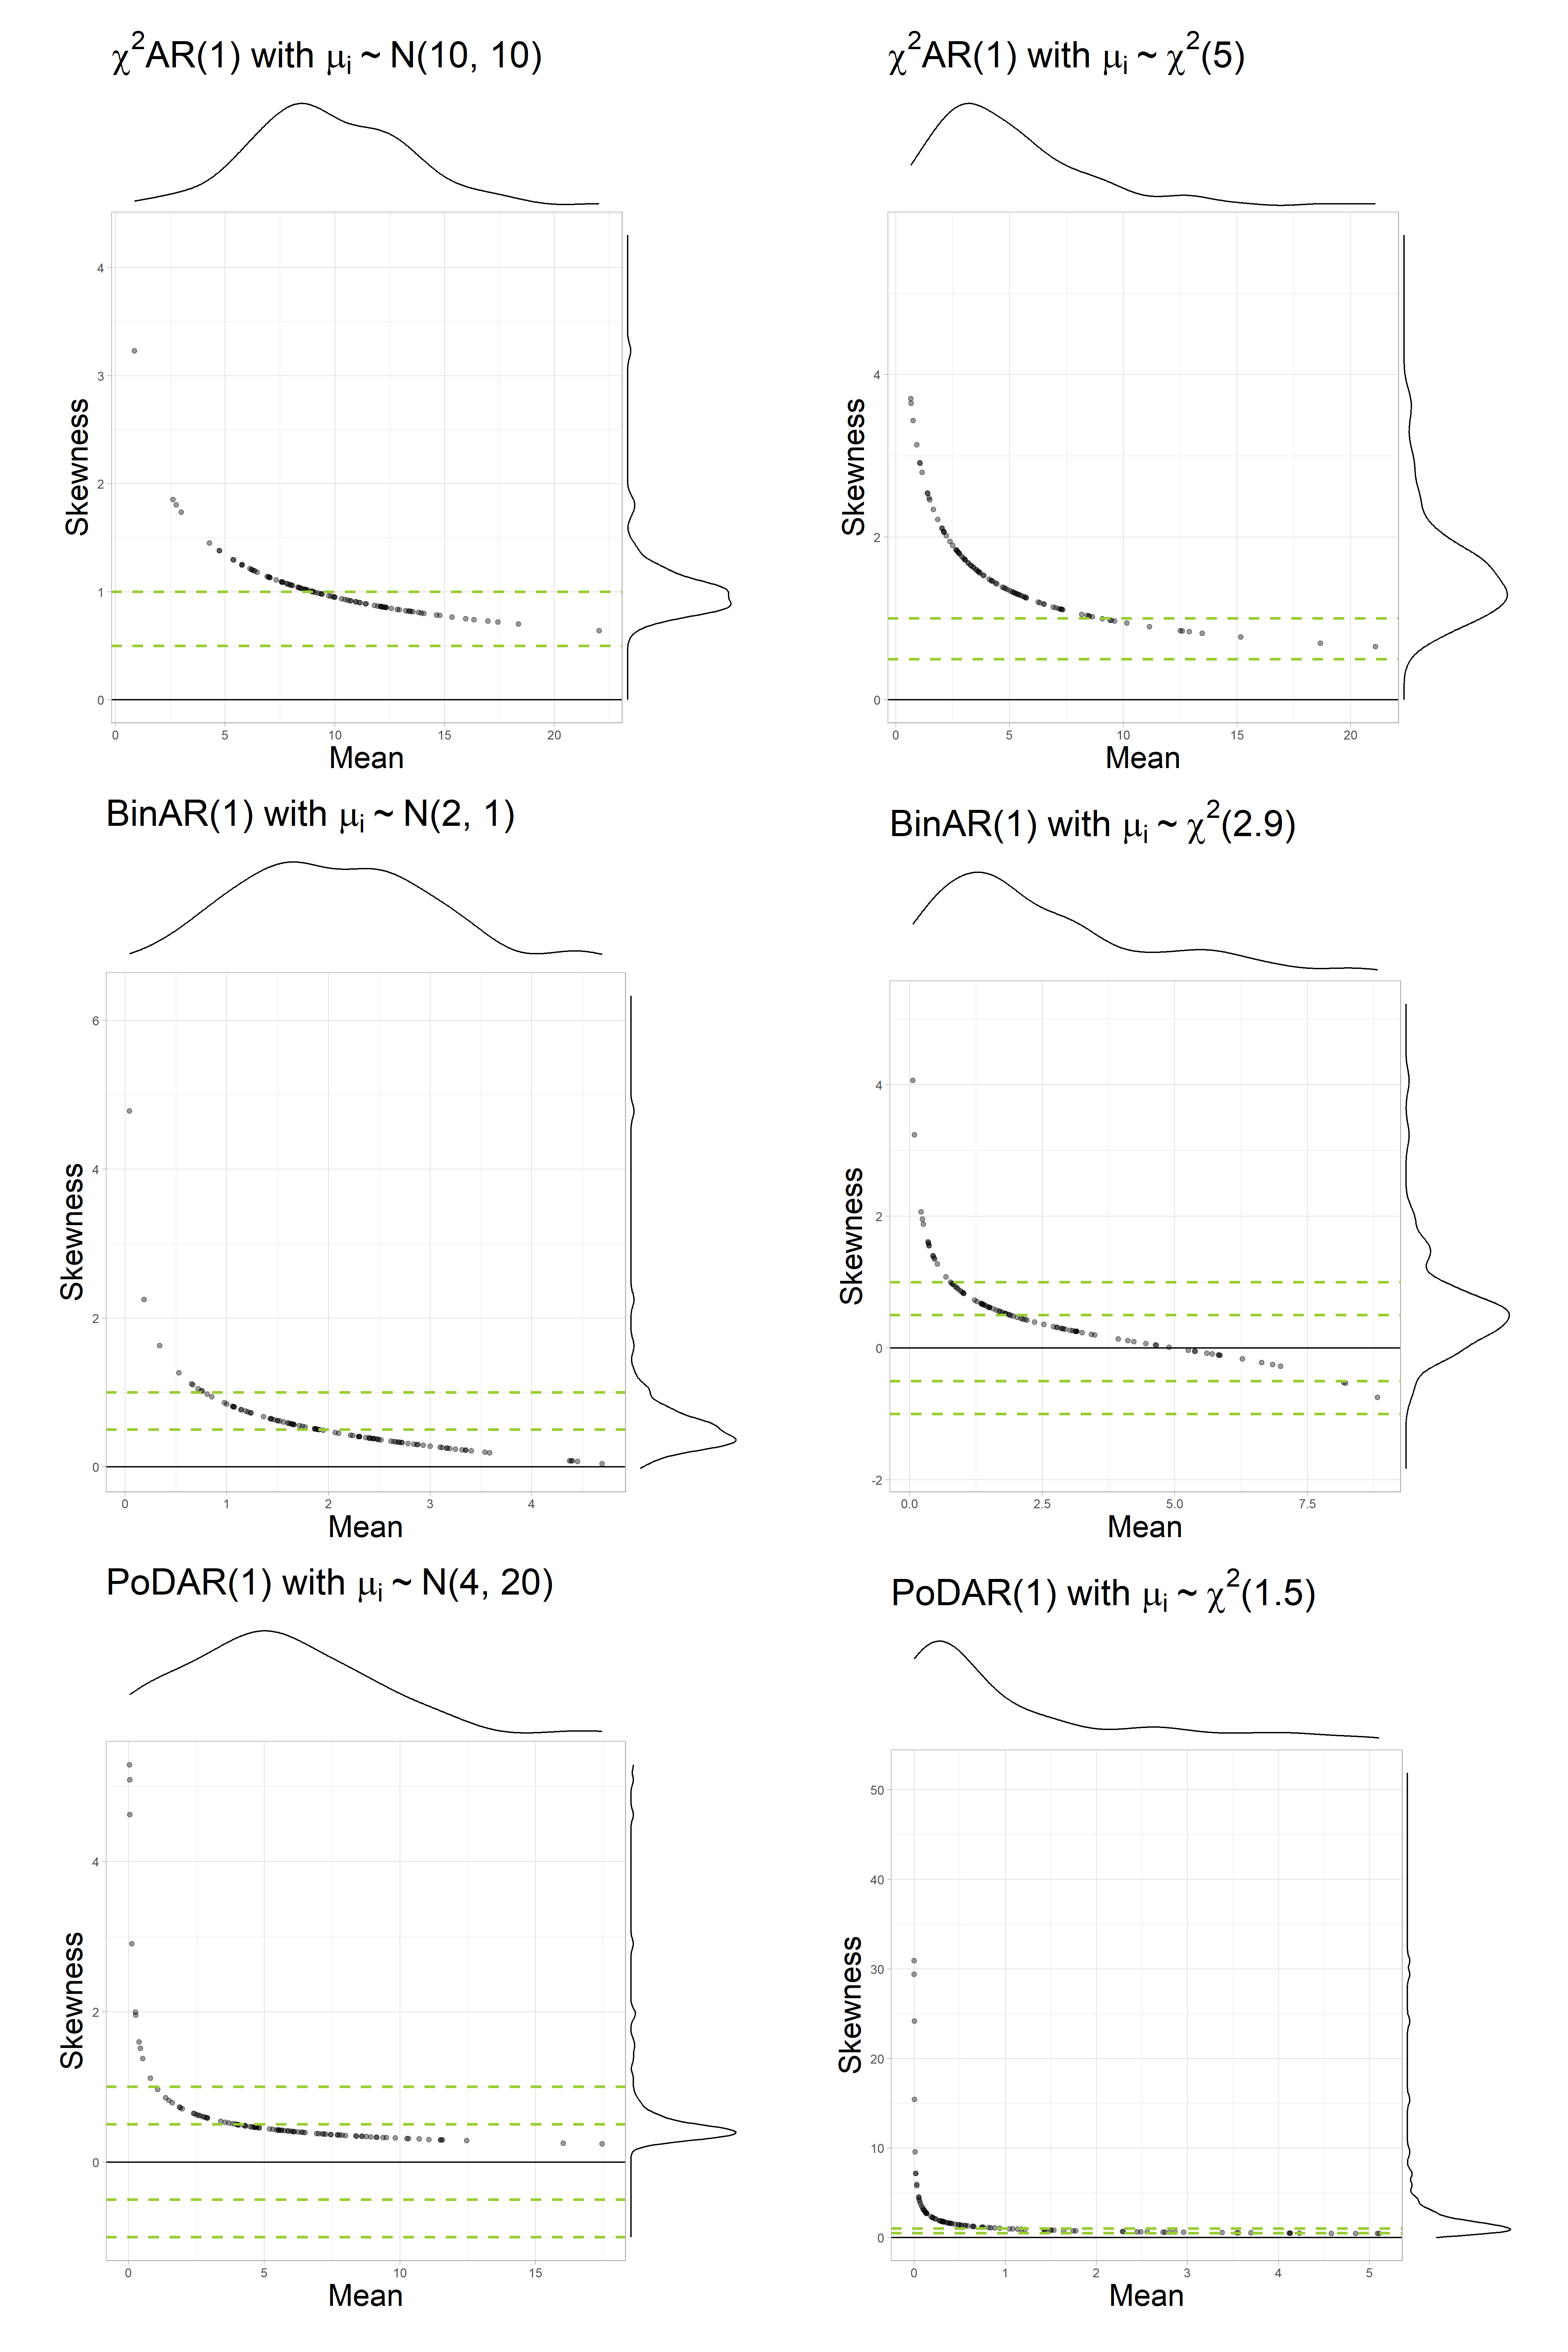 χ²AR(1) with μᵢ ~ N(10, 10)
4
3
2
1
0
Skewness
0 5 10 15 20
Mean
χ²AR(1) with μᵢ ~ χ²(5)
4
2
0
Skewness
0 5 10 15 20
Mean
BinAR(1) with μᵢ ~ N(2, 1)
6
4
2
0
Skewness
0 1 2 3 4
Mean
BinAR(1) with μᵢ ~ χ²(2.9)
4
2
0
-2
Skewness
0.0 2.5 5.0 7.5
Mean
PoDAR(1) with μᵢ ~ N(4, 20)
4
2
0
Skewness
0 5 10 15
Mean
PoDAR(1) with μᵢ ~ χ²(1.5)
50
40
30
20
10
0
Skewness
0 1 2 3 4 5
Mean